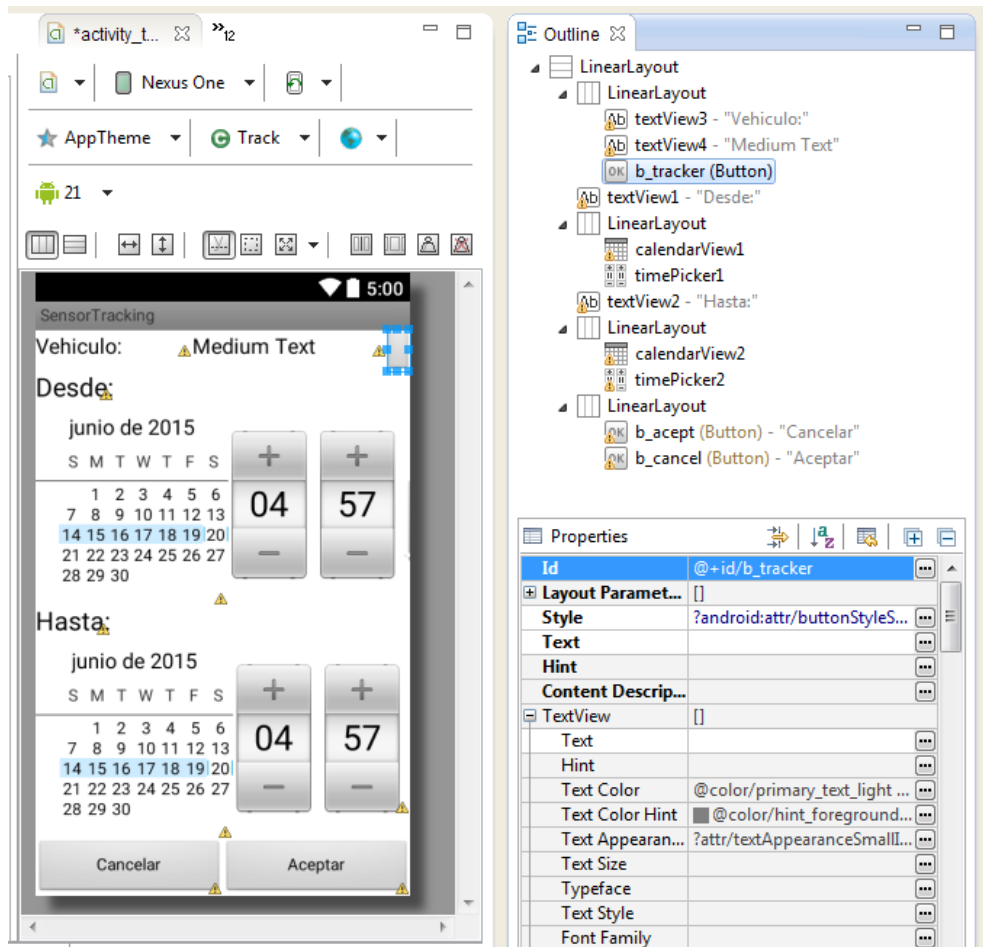 *activity_t...
»12
Nexus One
AppTheme
Track
21
5:00
SensorTracking
Vehiculo:
Medium Text
Desde:
junio de 2015
S M T W T F S
1 2 3 4 5 6
7 8 9 10 11 12 13
14 15 16 17 18 19 20
21 22 23 24 25 26 27
28 29 30
+ +
04 57
− −
Hasta:
junio de 2015
S M T W T F S
1 2 3 4 5 6
7 8 9 10 11 12 13
14 15 16 17 18 19 20
21 22 23 24 25 26 27
28 29 30
+ +
04 57
− −
Cancelar
Aceptar
Outline
LinearLayout
LinearLayout
Ab textView3 - "Vehiculo:"
Ab textView4 - "Medium Text"
OK b_tracker (Button)
Ab textView1 - "Desde:"
LinearLayout
calendarView1
timePicker1
Ab textView2 - "Hasta:"
LinearLayout
calendarView2
timePicker2
LinearLayout
OK b_acept (Button) - "Cancelar"
OK b_cancel (Button) - "Aceptar"
Properties
Id @+id/b_tracker
Layout Paramet... []
Style ?android:attr/buttonStyleS...
Text
Hint
Content Descrip...
TextView []
Text
Hint
Text Color @color/primary_text_light ...
Text Color Hint @color/hint_foreground...
Text Appearan... ?attr/textAppearanceSmallI...
Text Size
Typeface
Text Style
Font Family